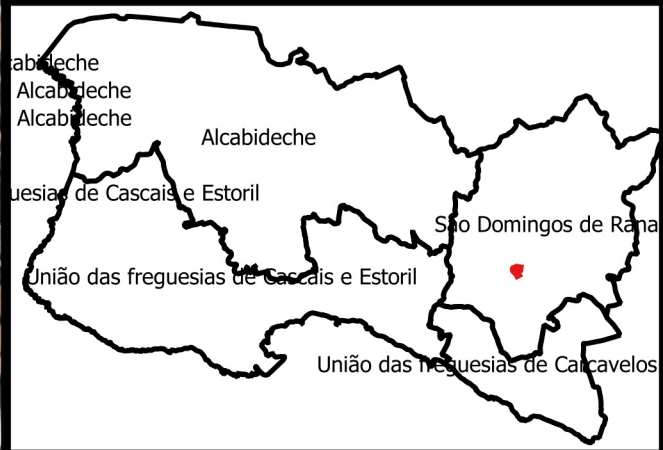 cabideche
Alcabideche
Alcabideche
Alcabideche
guesias de Cascais e Estoril
São Domingos de Rana
União das freguesias de Cascais e Estoril
União das freguesias de Carcavelos